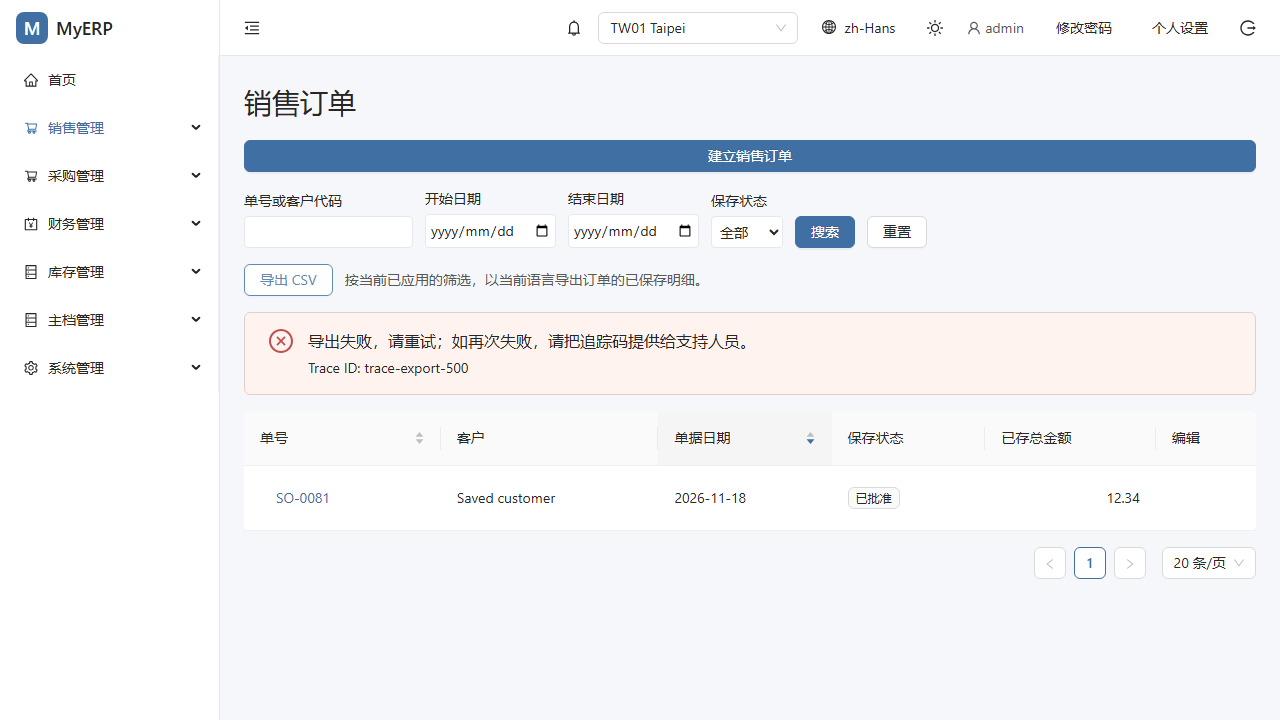 M MyERP
TW01 Taipei
zh-Hans
admin
修改密码
个人设置
首页
销售管理
采购管理
财务管理
库存管理
主档管理
系统管理
销售订单
建立销售订单
单号或客户代码
开始日期
结束日期
保存状态
yyyy/mm/dd
yyyy/mm/dd
全部
搜索
重置
导出 CSV
按当前已应用的筛选，以当前语言导出订单的已保存明细。
导出失败，请重试；如再次失败，请把追踪码提供给支持人员。
Trace ID: trace-export-500
单号 客户 单据日期 保存状态 已存总金额 编辑
SO-0081 Saved customer 2026-11-18 已批准 12.34
1
20 条/页